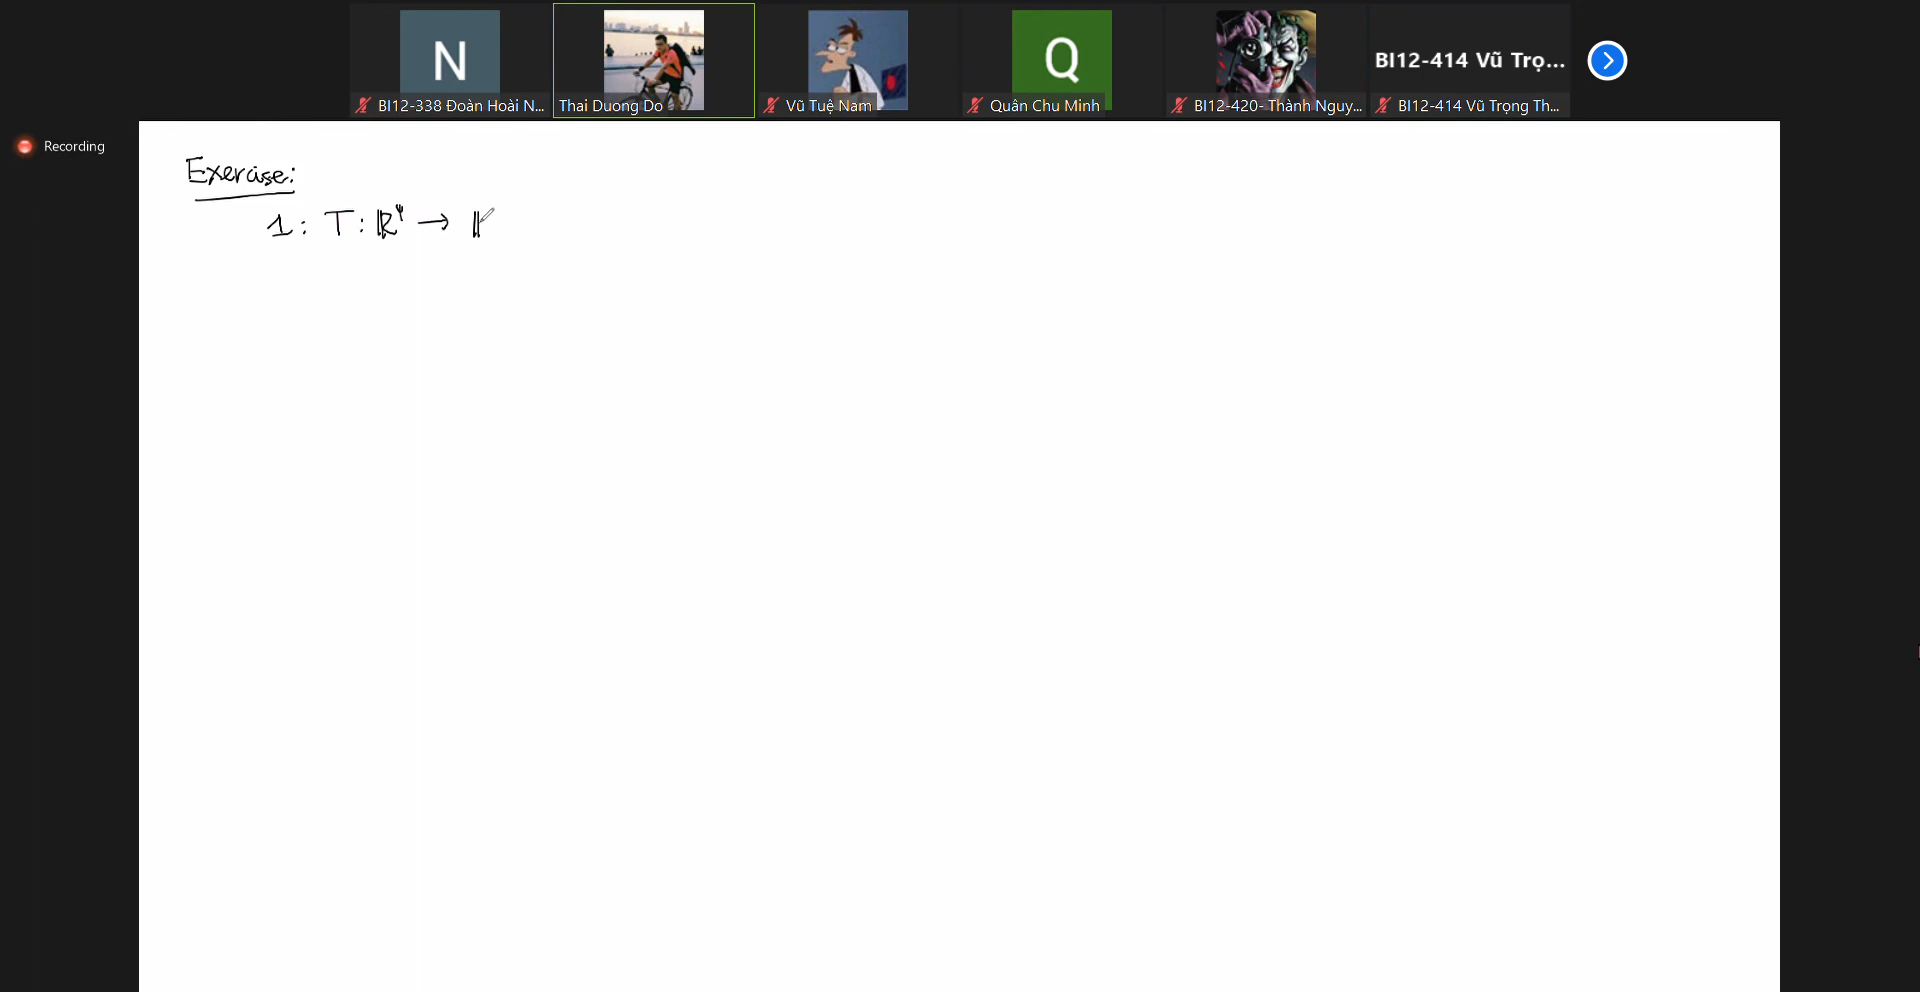 N
Q
BI12-414 Vũ Trọ...
BI12-338 Đoàn Hoài N...
Thai Duong Do
Vũ Tuệ Nam
Quân Chu Minh
BI12-420- Thành Nguy...
BI12-414 Vũ Trọng Th...
Recording
Exercise:
1: T: ℝ⁴ →